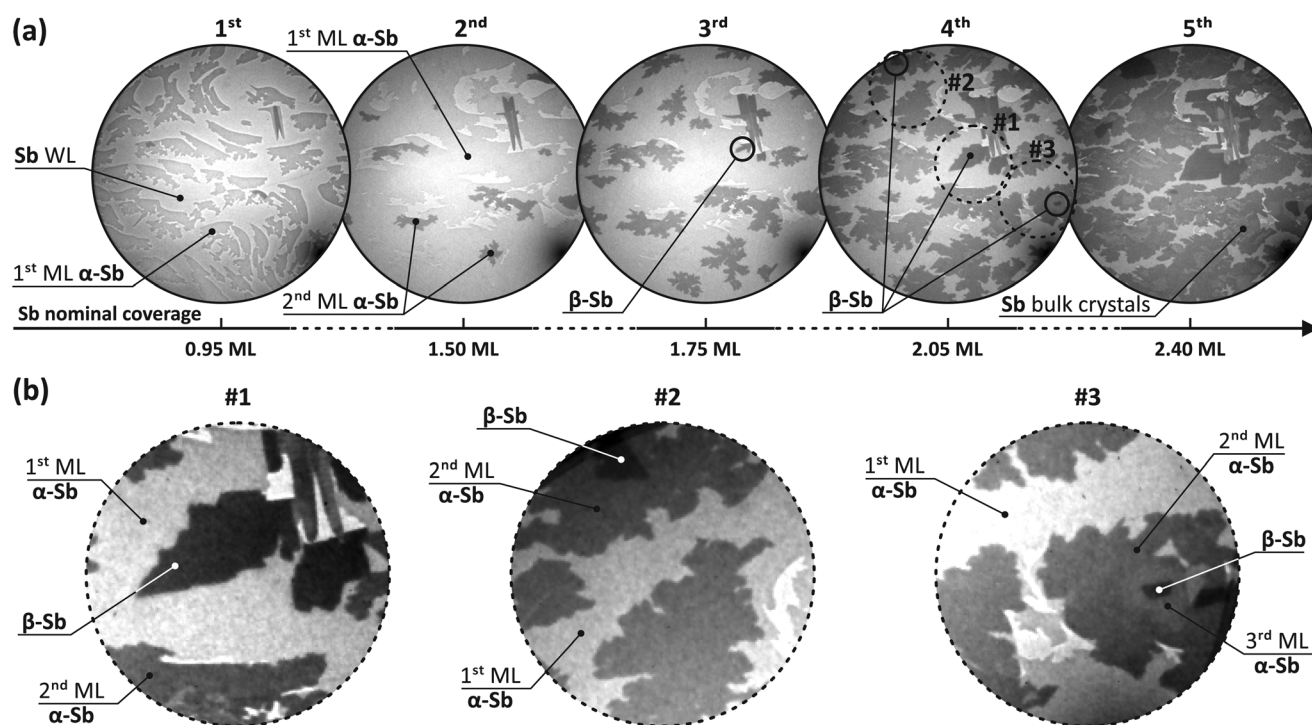 (a)
1st
2nd
3rd
4th
5th
1st ML α-Sb
Sb WL
1st ML α-Sb
2nd ML α-Sb
β-Sb
#2
#1
#3
β-Sb
Sb bulk crystals
Sb nominal coverage
0.95 ML
1.50 ML
1.75 ML
2.05 ML
2.40 ML
(b)
#1
1st ML
α-Sb
β-Sb
2nd ML
α-Sb
#2
β-Sb
2nd ML
α-Sb
1st ML
α-Sb
#3
1st ML
α-Sb
2nd ML
α-Sb
β-Sb
3rd ML
α-Sb